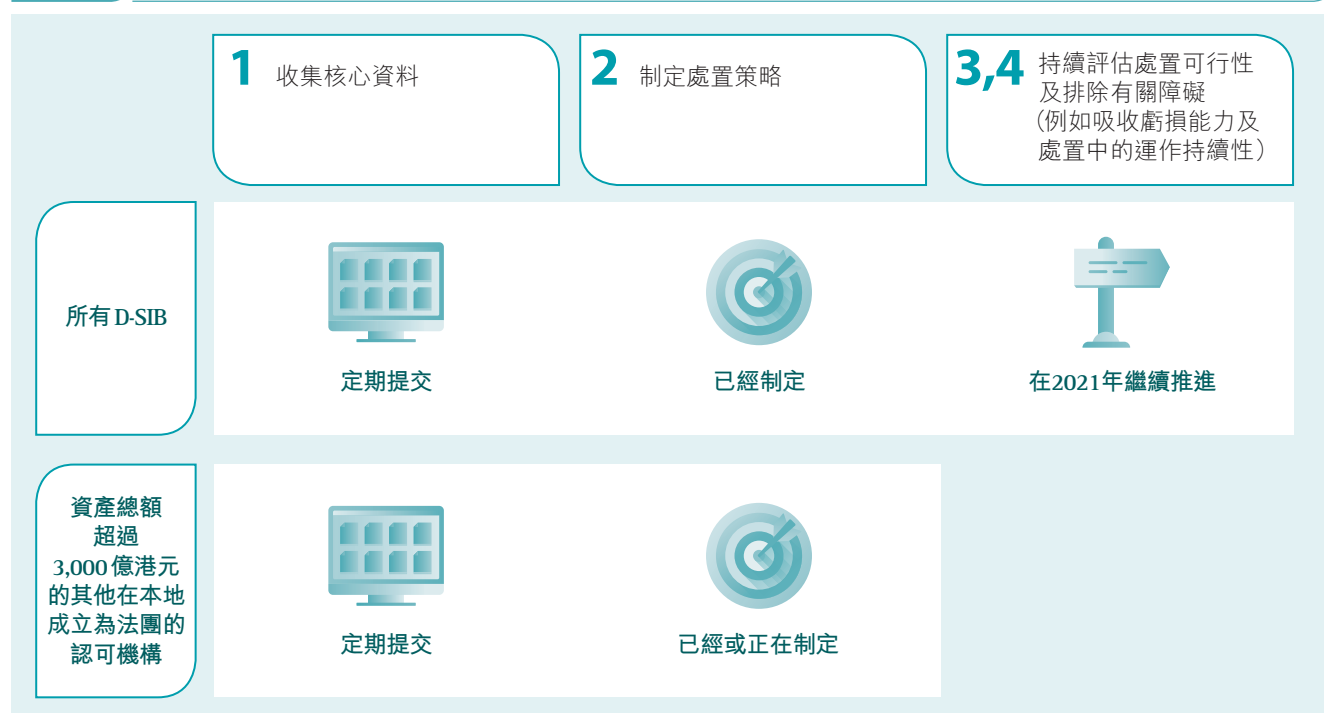 1 收集核心資料
2 制定處置策略
3,4 持續評估處置可行性
及排除有關障礙
(例如吸收虧損能力及
處置中的運作持續性)
所有 D-SIB
定期提交
已經制定
在2021年繼續推進
資產總額
超過
3,000 億港元
的其他在本地
成立為法團的
認可機構
定期提交
已經或正在制定